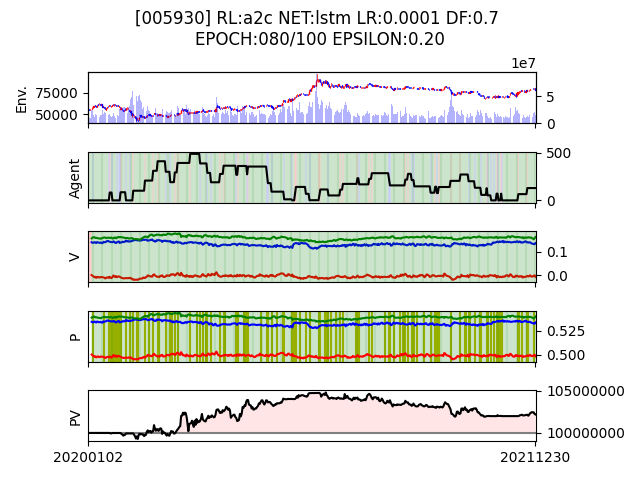 [005930] RL:a2c NET:lstm LR:0.0001 DF:0.7
EPOCH:080/100 EPSILON:0.20
1e7
Env.
75000
50000
5
0
Agent
500
0
V
0.1
0.0
P
0.525
0.500
PV
105000000
100000000
20200102
20211230